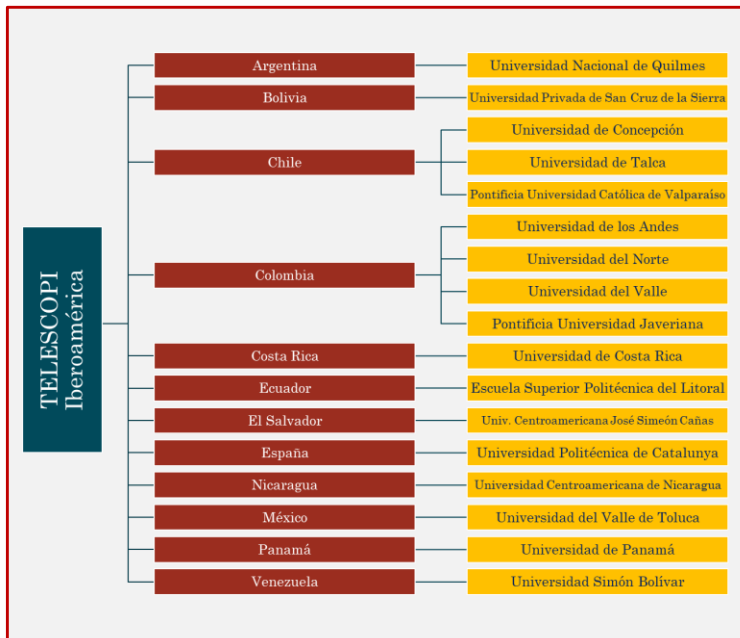 TELESCOPI
Iberoamérica
Argentina
Universidad Nacional de Quilmes
Bolivia
Universidad Privada de San Cruz de la Sierra
Chile
Universidad de Concepción
Universidad de Talca
Pontificia Universidad Católica de Valparaíso
Colombia
Universidad de los Andes
Universidad del Norte
Universidad del Valle
Pontificia Universidad Javeriana
Costa Rica
Universidad de Costa Rica
Ecuador
Escuela Superior Politécnica del Litoral
El Salvador
Univ. Centroamericana José Simeón Cañas
España
Universidad Politécnica de Catalunya
Nicaragua
Universidad Centroamericana de Nicaragua
México
Universidad del Valle de Toluca
Panamá
Universidad de Panamá
Venezuela
Universidad Simón Bolívar